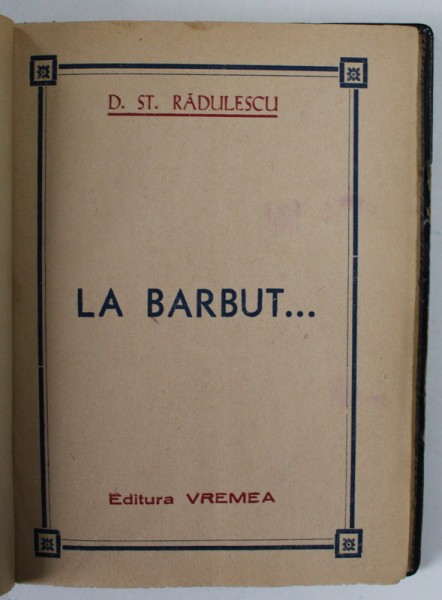 D. ST. RĂDULESCU
LA BARBUT...
Editura VREMEA